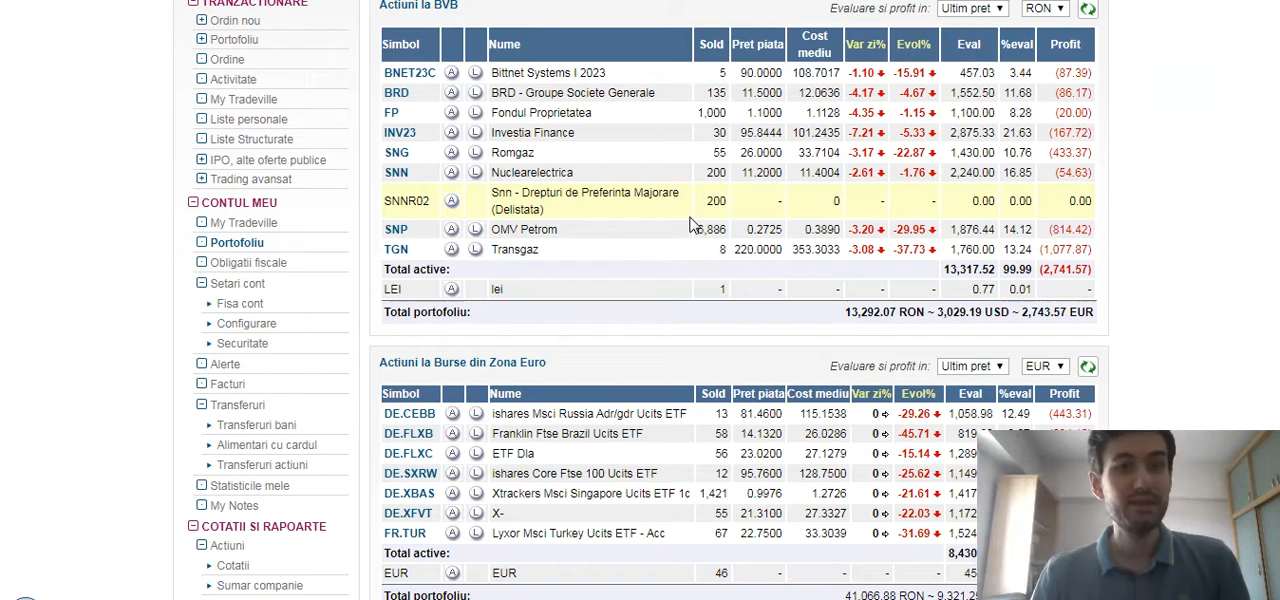 TRANZACTIONARE
Ordin nou
Portofoliu
Ordine
Activitate
My Tradeville
Liste personale
Liste Structurate
IPO, alte oferte publice
Trading avansat
CONTUL MEU
My Tradeville
Portofoliu
Obligatii fiscale
Setari cont
Fisa cont
Configurare
Securitate
Alerte
Facturi
Transferuri
Transferuri bani
Alimentari cu cardul
Transferuri actiuni
Statisticile mele
My Notes
COTATII SI RAPOARTE
Actiuni
Cotatii
Sumar companie
Actiuni la BVB
Evaluare si profit in: Ultim pret RON
Simbol Nume Sold Pret piata Cost mediu Var zi% Evol% Eval %eval Profit
BNET23C A L Bittnet Systems I 2023 5 90.0000 108.7017 -1.10 -15.91 457.03 3.44 (87.39)
BRD A L BRD - Groupe Societe Generale 135 11.5000 12.0636 -4.17 -4.67 1,552.50 11.68 (86.17)
FP A L Fondul Proprietatea 1,000 1.1000 1.1128 -4.35 -1.15 1,100.00 8.28 (20.00)
INV23 A L Investia Finance 30 95.8444 101.2435 -7.21 -5.33 2,875.33 21.63 (167.72)
SNG A L Romgaz 55 26.0000 33.7104 -3.17 -22.87 1,430.00 10.76 (433.37)
SNN A L Nuclearelectrica 200 11.2000 11.4004 -2.61 -1.76 2,240.00 16.85 (54.63)
SNNR02 A Snn - Drepturi de Preferinta Majorare (Delistata) 200 - 0 - - 0.00 0.00 0.00
SNP A L OMV Petrom 6,886 0.2725 0.3890 -3.20 -29.95 1,876.44 14.12 (814.42)
TGN A L Transgaz 8 220.0000 353.3033 -3.08 -37.73 1,760.00 13.24 (1,077.87)
Total active: 13,317.52 99.99 (2,741.57)
LEI A lei 1 - - - - 0.77 0.01 -
Total portofoliu: 13,292.07 RON ~ 3,029.19 USD ~ 2,743.57 EUR
Actiuni la Burse din Zona Euro
Evaluare si profit in: Ultim pret EUR
Simbol Nume Sold Pret piata Cost mediu Var zi% Evol% Eval %eval Profit
DE.CEBB A L ishares Msci Russia Adr/gdr Ucits ETF 13 81.4600 115.1538 0 -29.26 1,058.98 12.49 (443.31)
DE.FLXB A L Franklin Ftse Brazil Ucits ETF 58 14.1320 26.0286 0 -45.71 819
DE.FLXC A L ETF Dla 56 23.0200 27.1279 0 -15.14 1,289
DE.SXRW A L ishares Core Ftse 100 Ucits ETF 12 95.7600 128.7500 0 -25.62 1,149
DE.XBAS A L Xtrackers Msci Singapore Ucits ETF 1c 1,421 0.9976 1.2726 0 -21.61 1,417
DE.XFVT A L X- 55 21.3100 27.3327 0 -22.03 1,172
FR.TUR A L Lyxor Msci Turkey Ucits ETF - Acc 67 22.7500 33.3039 0 -31.69 1,524
Total active: 8,430
EUR A EUR 46 - - - - 45
Total portofoliu: 41,066.88 RON ~ 9,321.25